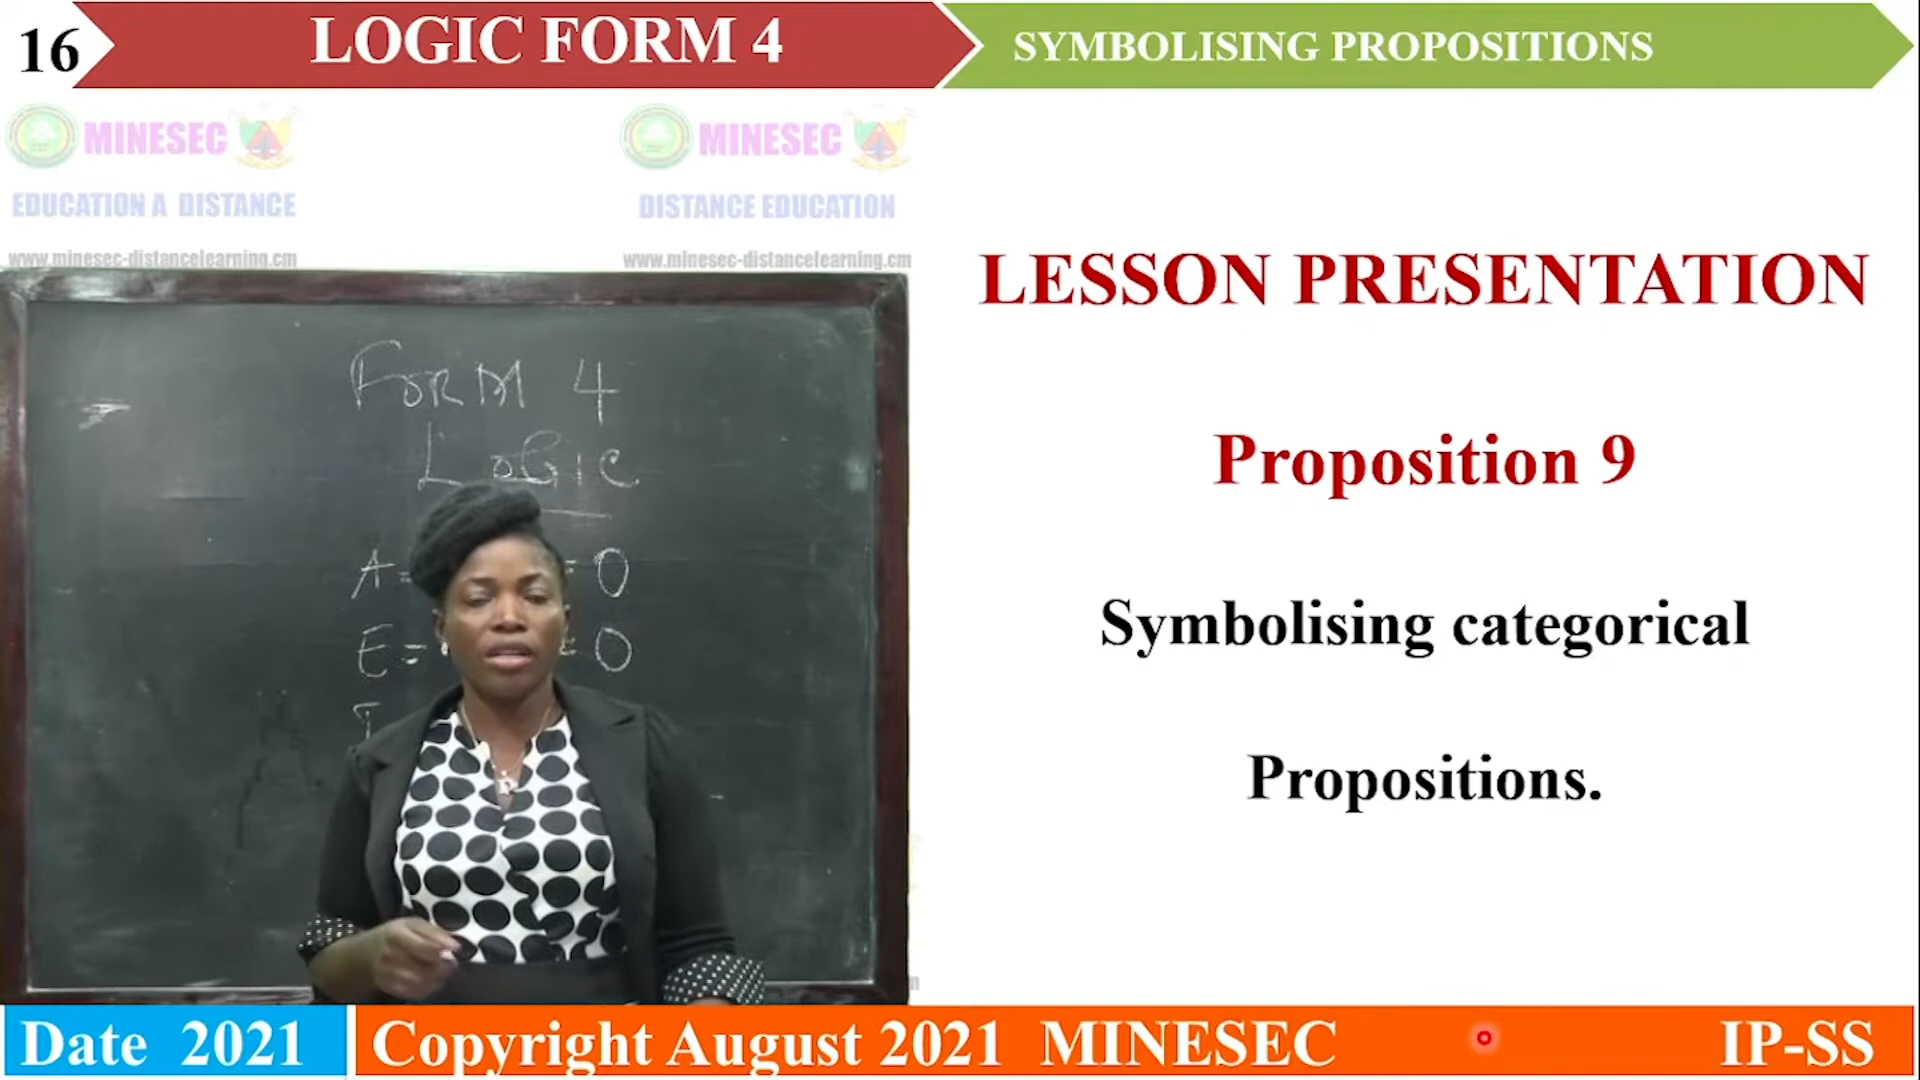 16
LOGIC FORM 4
SYMBOLISING PROPOSITIONS
MINESEC
EDUCATION A DISTANCE
www.minesec-distancelearning.cm
MINESEC
DISTANCE EDUCATION
www.minesec-distancelearning.cm
FORM 4
LOGIC
A =
= O
E =
= O
I
LESSON PRESENTATION
Proposition 9
Symbolising categorical
Propositions.
Date 2021
Copyright August 2021 MINESEC
IP-SS